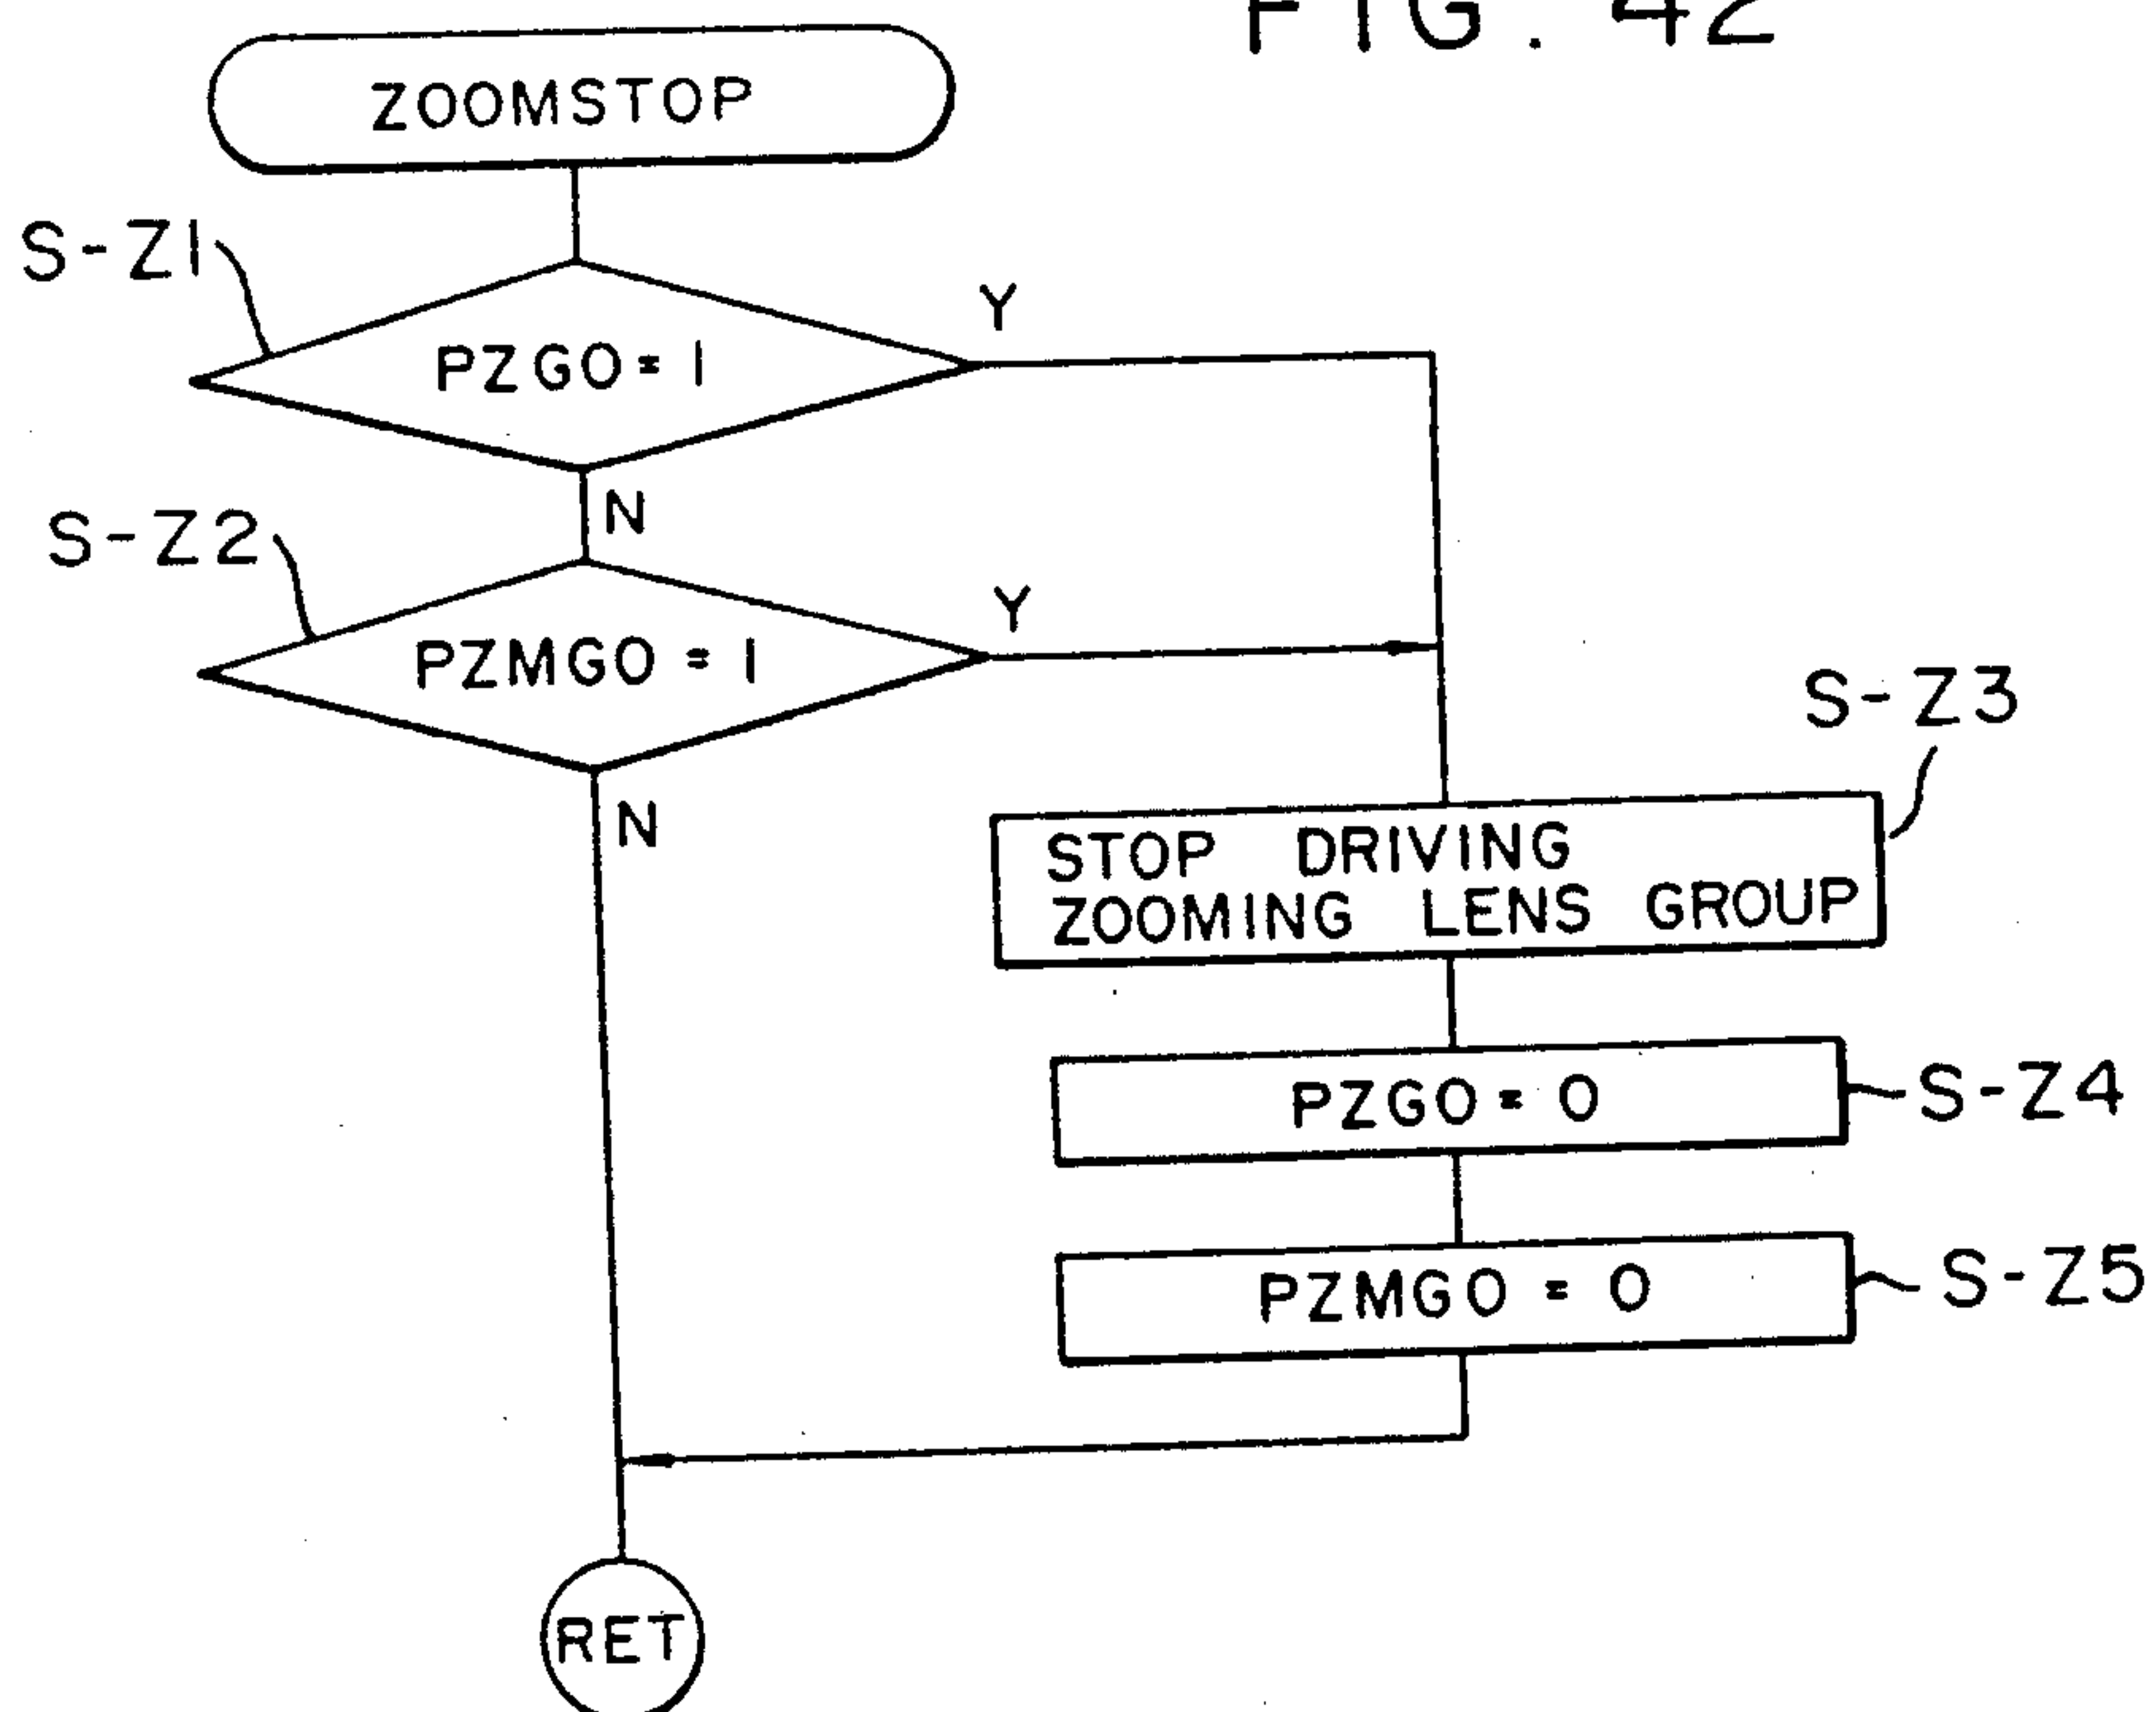 FIG. 42
ZOOMSTOP
S-Z1
PZGO=1
Y
N
S-Z2
PZMGO=1
Y
N
S-Z3
STOP DRIVING
ZOOMING LENS GROUP
PZGO=0
S-Z4
PZMGO=0
S-Z5
RET